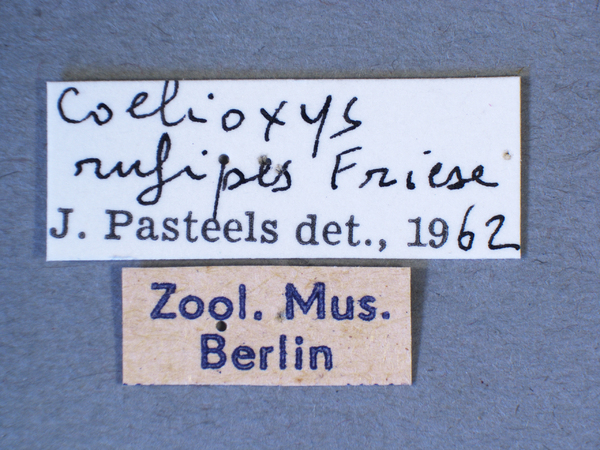 Coelioxys
rufipes Friese
J. Pasteels det., 1962
Zool. Mus.
Berlin